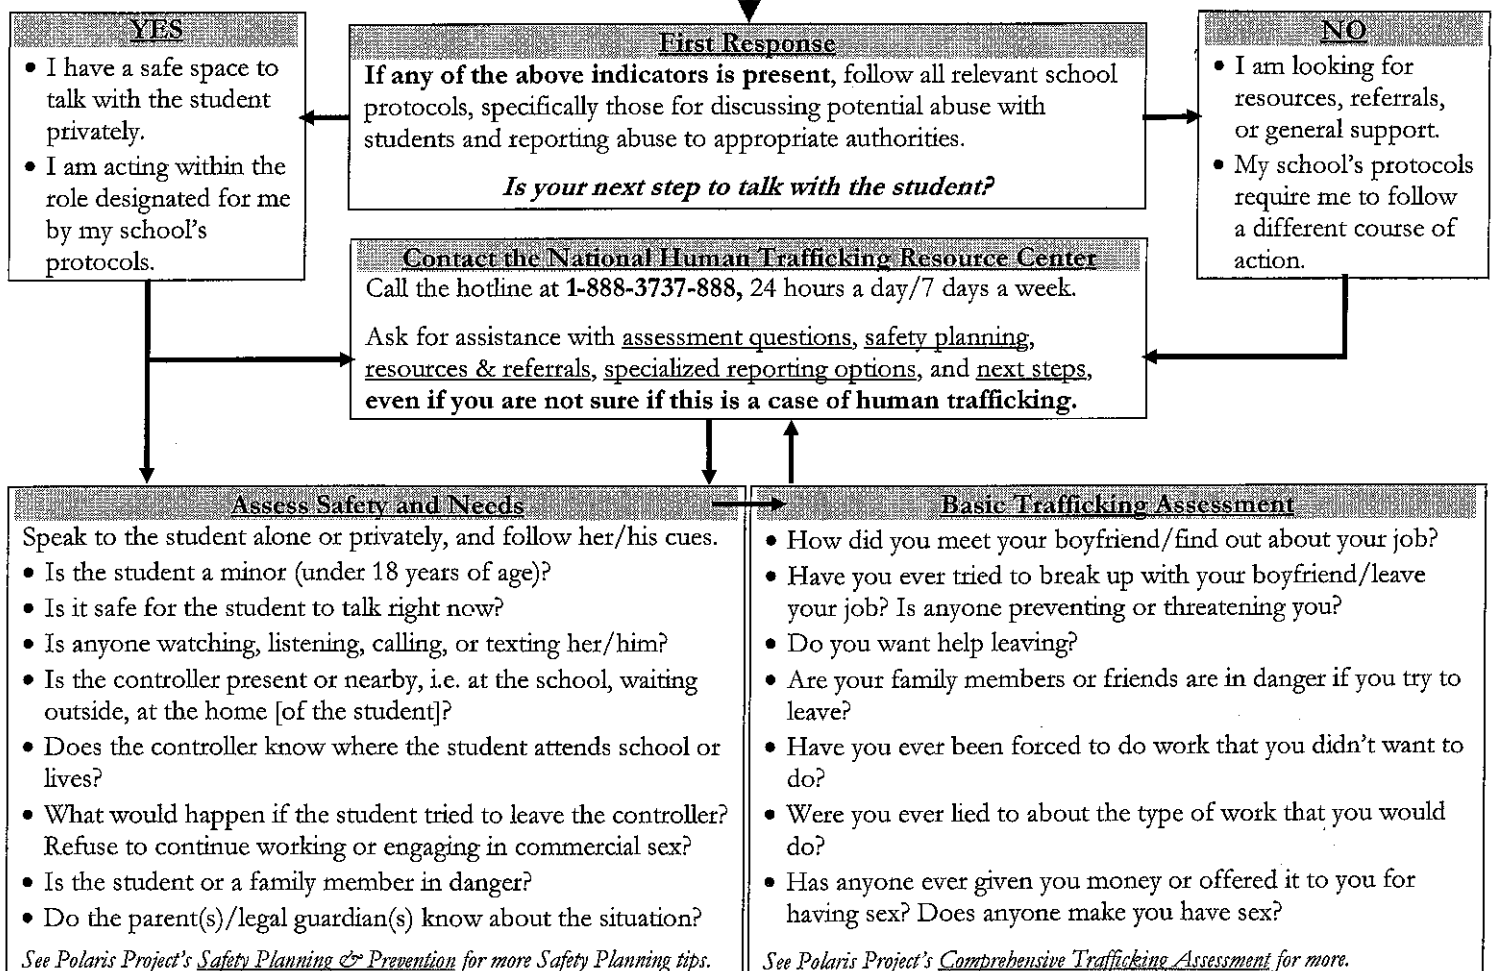 YES
• I have a safe space to
talk with the student
privately.
• I am acting within the
role designated for me
by my school's
protocols.
First Response
If any of the above indicators is present, follow all relevant school
protocols, specifically those for discussing potential abuse with
students and reporting abuse to appropriate authorities.
Is your next step to talk with the student?
NO
• I am looking for
resources, referrals,
or general support.
• My school's protocols
require me to follow
a different course of
action.
Contact the National Human Trafficking Resource Center
Call the hotline at 1-888-3737-888, 24 hours a day/7 days a week.
Ask for assistance with assessment questions, safety planning,
resources & referrals, specialized reporting options, and next steps,
even if you are not sure if this is a case of human trafficking.
Assess Safety and Needs
Speak to the student alone or privately, and follow her/his cues.
• Is the student a minor (under 18 years of age)?
• Is it safe for the student to talk right now?
• Is anyone watching, listening, calling, or texting her/him?
• Is the controller present or nearby, i.e. at the school, waiting
outside, at the home [of the student]?
• Does the controller know where the student attends school or
lives?
• What would happen if the student tried to leave the controller?
Refuse to continue working or engaging in commercial sex?
• Is the student or a family member in danger?
• Do the parent(s)/legal guardian(s) know about the situation?
See Polaris Project's Safety Planning & Prevention for more Safety Planning tips.
Basic Trafficking Assessment
• How did you meet your boyfriend/find out about your job?
• Have you ever tried to break up with your boyfriend/leave
your job? Is anyone preventing or threatening you?
• Do you want help leaving?
• Are your family members or friends are in danger if you try to
leave?
• Have you ever been forced to do work that you didn't want to
do?
• Were you ever lied to about the type of work that you would
do?
• Has anyone ever given you money or offered it to you for
having sex? Does anyone make you have sex?
See Polaris Project's Comprehensive Trafficking Assessment for more.